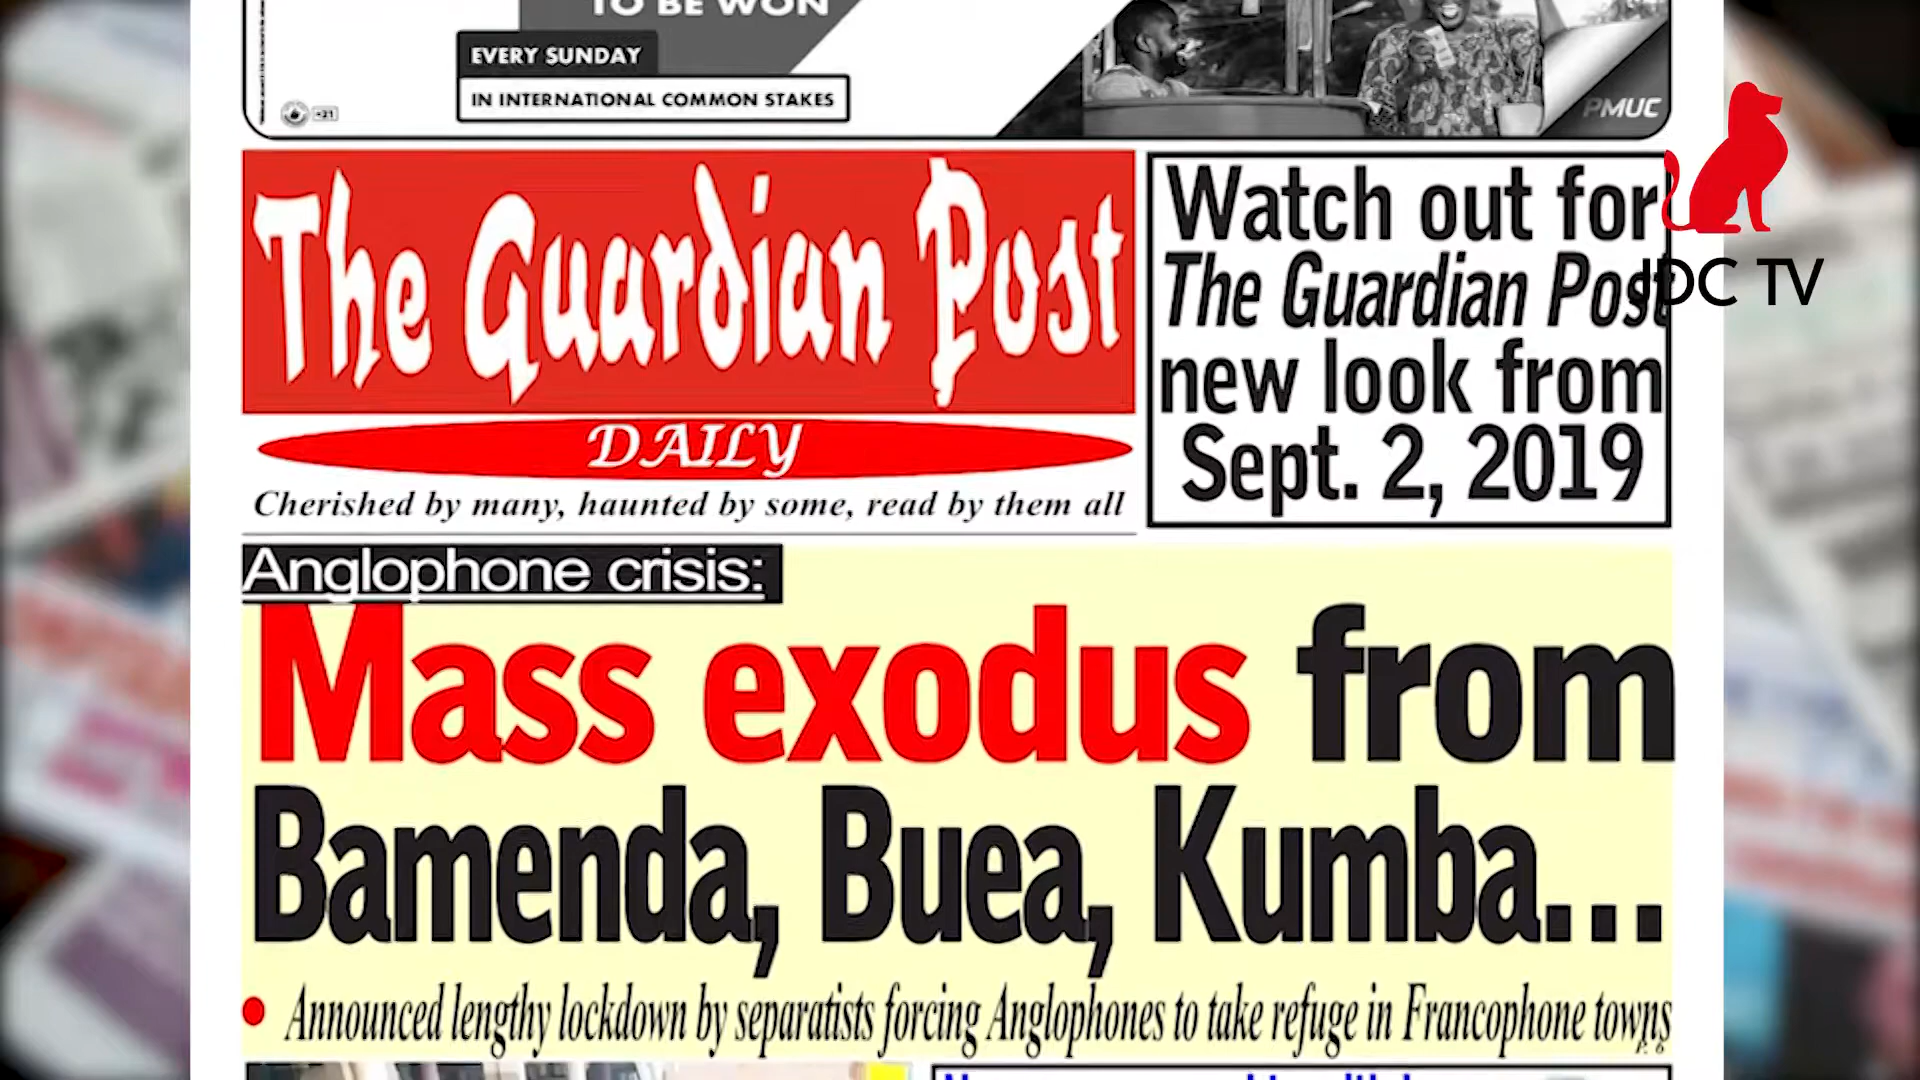 TO BE WON
EVERY SUNDAY
IN INTERNATIONAL COMMON STAKES
-21
PMUC
The Guardian Post
DAILY
Cherished by many, haunted by some, read by them all
Watch out for
The Guardian Post
new look from
Sept. 2, 2019
JDC TV
Anglophone crisis:
Mass exodus from
Bamenda, Buea, Kumba...
• Announced lengthy lockdown by separatists forcing Anglophones to take refuge in Francophone towns
P. 6